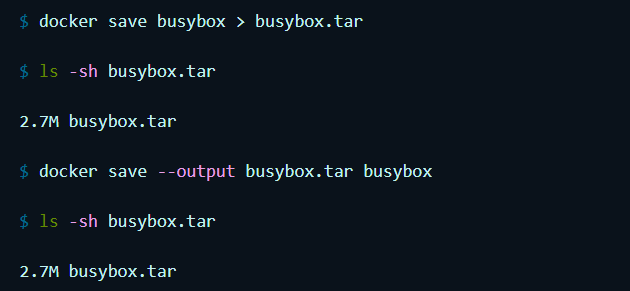 $ docker save busybox > busybox.tar
$ ls -sh busybox.tar
2.7M busybox.tar
$ docker save --output busybox.tar busybox
$ ls -sh busybox.tar
2.7M busybox.tar